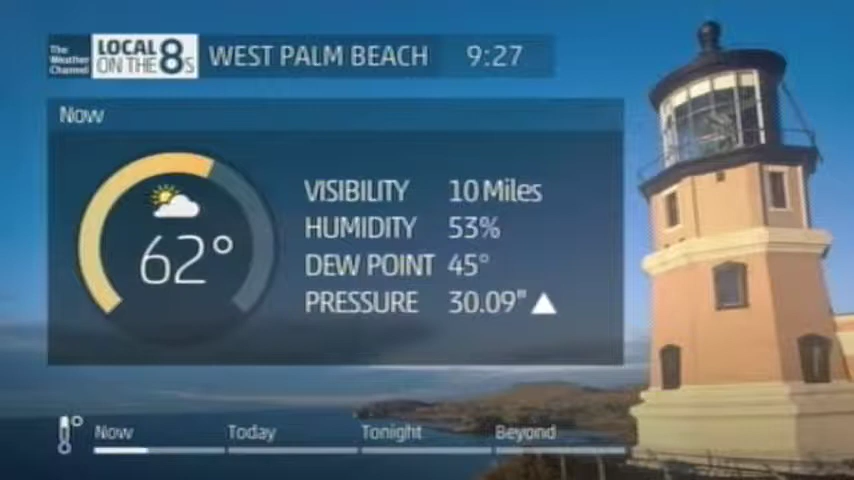 The Weather Channel
LOCAL ON THE 8s
WEST PALM BEACH 9:27
Now
62°
VISIBILITY 10 Miles
HUMIDITY 53%
DEW POINT 45°
PRESSURE 30.09" ▲
Now Today Tonight Beyond